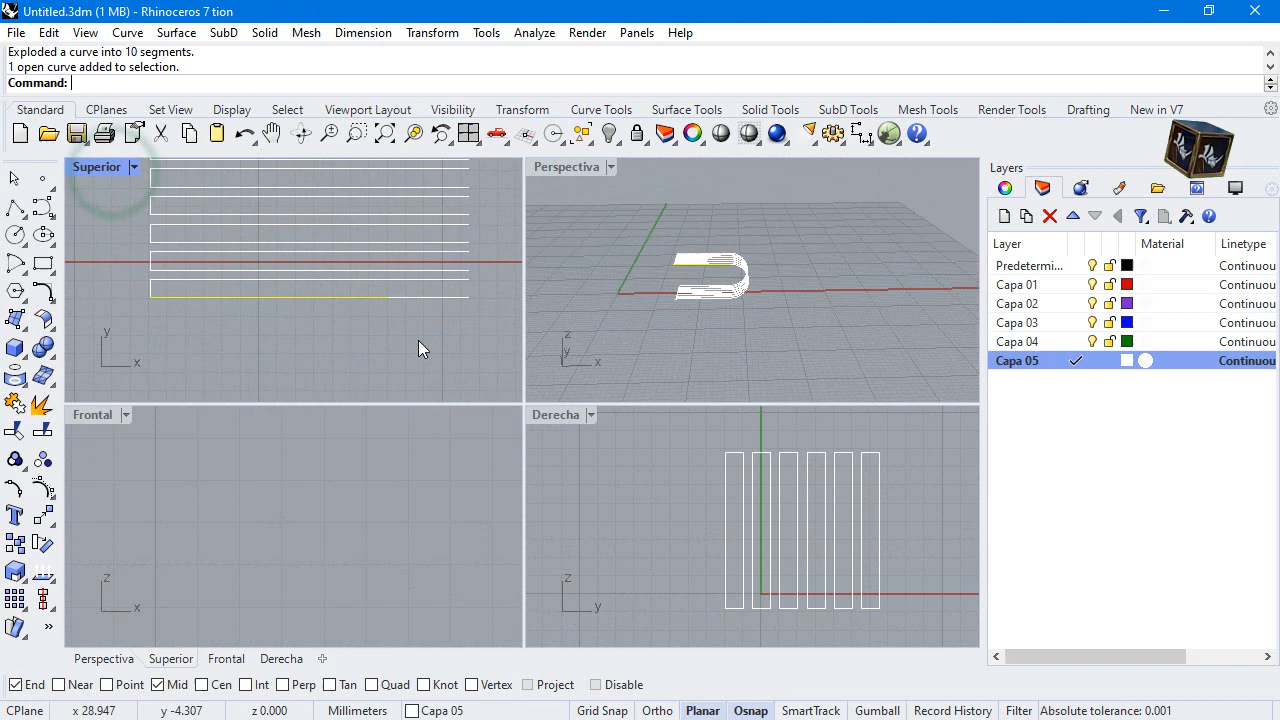 Untitled.3dm (1 MB) - Rhinoceros 7 tion
File Edit View Curve Surface SubD Solid Mesh Dimension Transform Tools Analyze Render Panels Help
Exploded a curve into 10 segments.
1 open curve added to selection.
Command:
Standard CPlanes Set View Display Select Viewport Layout Visibility Transform Curve Tools Surface Tools Solid Tools SubD Tools Mesh Tools Render Tools Drafting New in V7
Superior
Perspectiva
Layers
Layer Material Linetype
Predetermi... Continuou
Capa 01 Continuou
Capa 02 Continuou
Capa 03 Continuou
Capa 04 Continuou
Capa 05 Continuou
y
x
z
y
x
Frontal
Derecha
z
x
z
y
Perspectiva Superior Frontal Derecha
End Near Point Mid Cen Int Perp Tan Quad Knot Vertex Project Disable
CPlane x 28.947 y -4.307 z 0.000 Millimeters Capa 05 Grid Snap Ortho Planar Osnap SmartTrack Gumball Record History Filter Absolute tolerance: 0.001